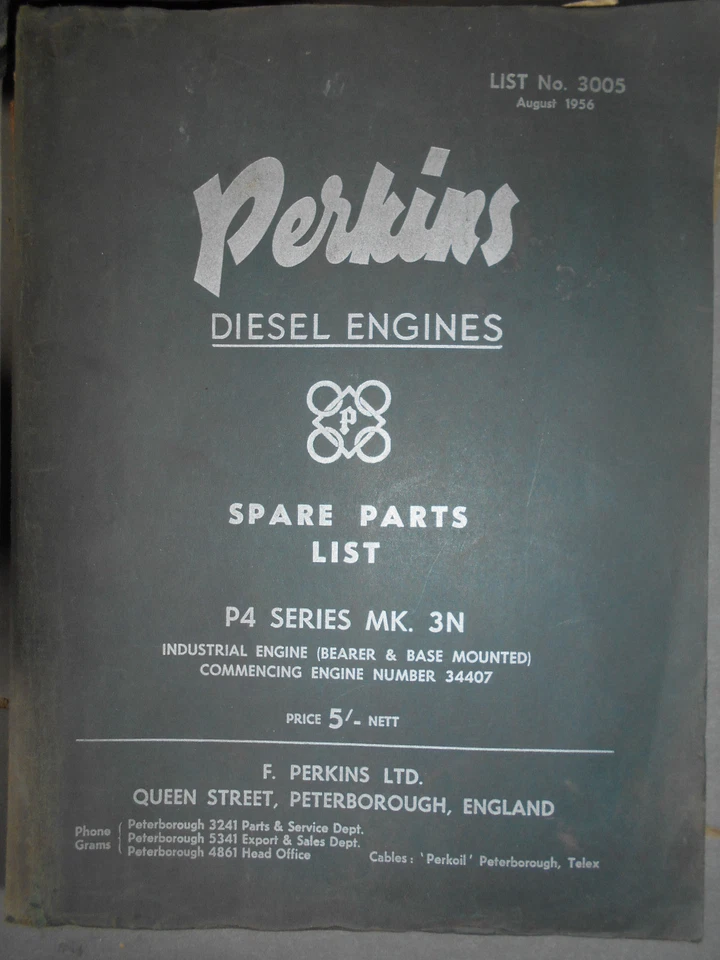 LIST No. 3005
August 1956
Perkins
DIESEL ENGINES
P
SPARE PARTS
LIST
P4 SERIES MK. 3N
INDUSTRIAL ENGINE (BEARER & BASE MOUNTED)
COMMENCING ENGINE NUMBER 34407
PRICE 5/- NETT
F. PERKINS LTD.
QUEEN STREET, PETERBOROUGH, ENGLAND
Phone
Grams
Peterborough 3241 Parts & Service Dept.
Peterborough 5341 Export & Sales Dept.
Peterborough 4861 Head Office
Cables: 'Perkoil' Peterborough, Telex